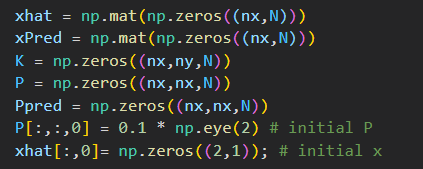 xhat = np.mat(np.zeros((nx,N)))
xPred = np.mat(np.zeros((nx,N)))
K = np.zeros((nx,ny,N))
P = np.zeros((nx,nx,N))
Ppred = np.zeros((nx,nx,N))
P[:,:,0] = 0.1 * np.eye(2) # initial P
xhat[:,0]= np.zeros((2,1)); # initial x